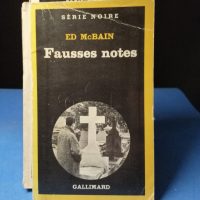 SÉRIE NOIRE
ED McBAIN
Fausses notes
GALLIMARD